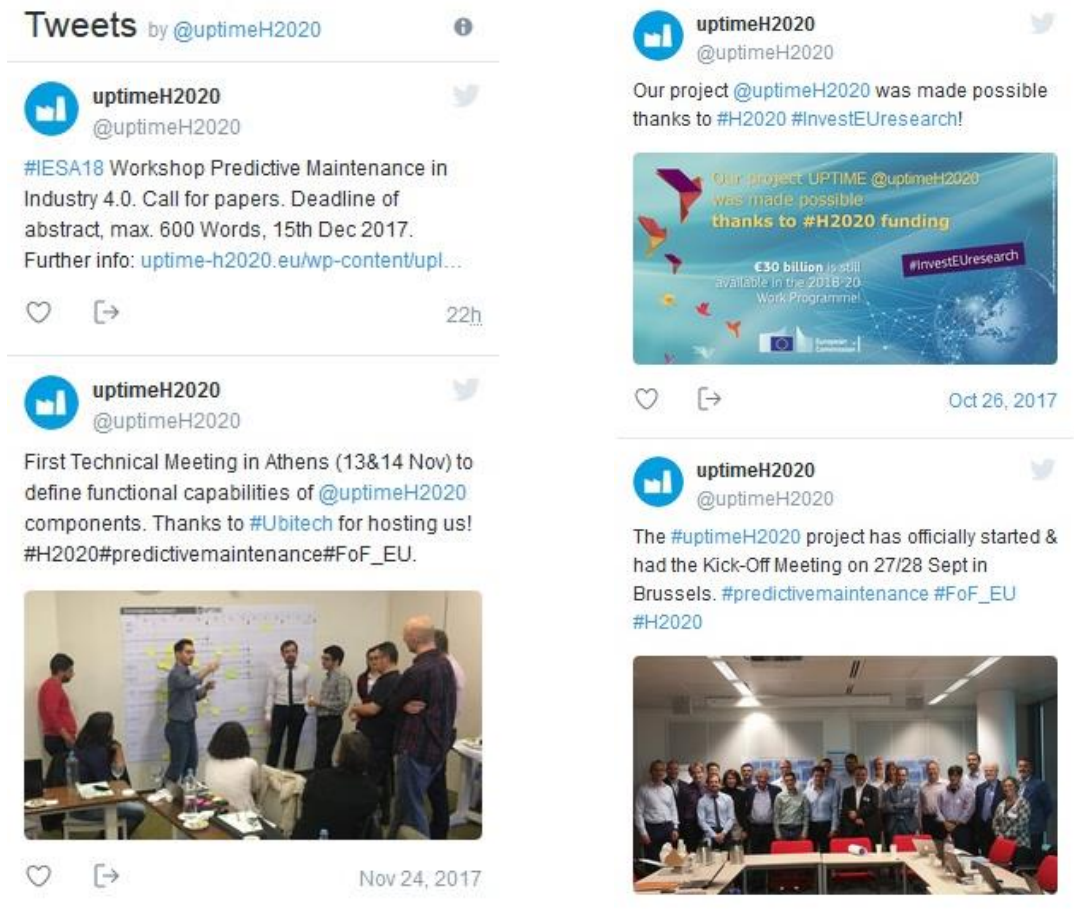 Tweets by @uptimeH2020
uptimeH2020
@uptimeH2020
#IESA18 Workshop Predictive Maintenance in
Industry 4.0. Call for papers. Deadline of
abstract, max. 600 Words, 15th Dec 2017.
Further info: uptime-h2020.eu/wp-content/upl...
22h
uptimeH2020
@uptimeH2020
First Technical Meeting in Athens (13&14 Nov) to
define functional capabilities of @uptimeH2020
components. Thanks to #Ubitech for hosting us!
#H2020#predictivemaintenance#FoF_EU.
Nov 24, 2017
uptimeH2020
@uptimeH2020
Our project @uptimeH2020 was made possible
thanks to #H2020 #InvestEUresearch!
Our project UPTIME @uptimeH2020
was made possible
thanks to #H2020 funding
#InvestEUresearch
€30 billion is still
available in the 2018-20
Work Programme!
European
Commission
Oct 26, 2017
uptimeH2020
@uptimeH2020
The #uptimeH2020 project has officially started &
had the Kick-Off Meeting on 27/28 Sept in
Brussels. #predictivemaintenance #FoF_EU
#H2020